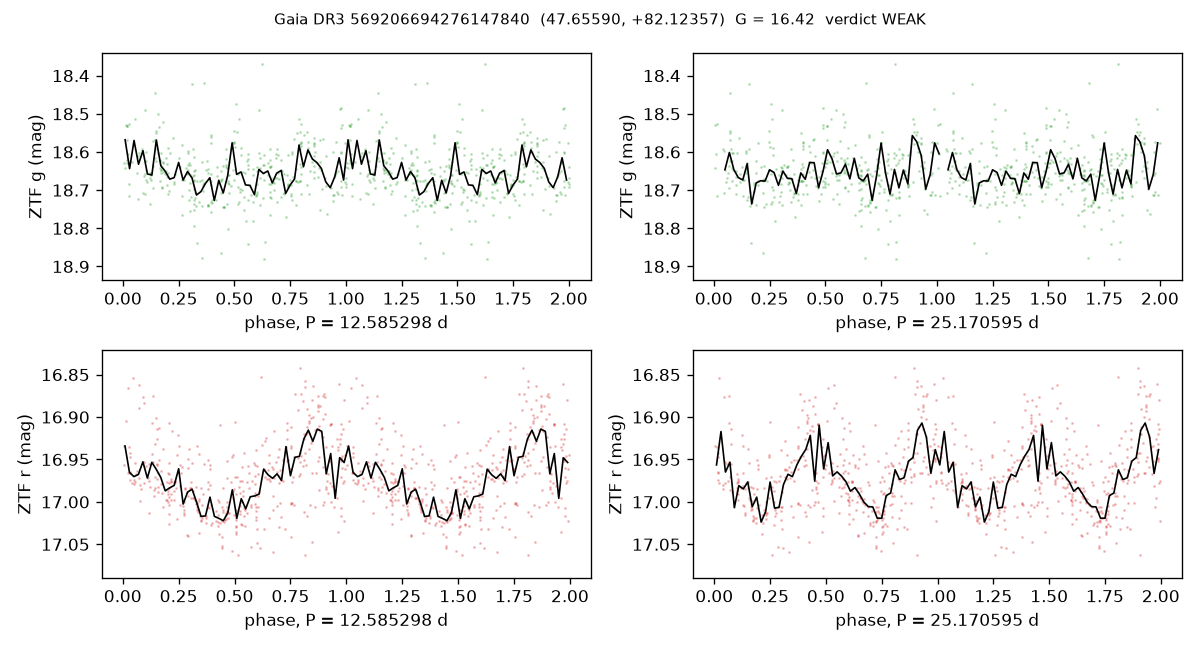 Gaia DR3 569206694276147840 (47.65590, +82.12357) G = 16.42 verdict WEAK
ZTF g (mag)
18.4
18.5
18.6
18.7
18.8
18.9
0.00 0.25 0.50 0.75 1.00 1.25 1.50 1.75 2.00
phase, P = 12.585298 d
ZTF g (mag)
18.4
18.5
18.6
18.7
18.8
18.9
0.00 0.25 0.50 0.75 1.00 1.25 1.50 1.75 2.00
phase, P = 25.170595 d
ZTF r (mag)
16.85
16.90
16.95
17.00
17.05
0.00 0.25 0.50 0.75 1.00 1.25 1.50 1.75 2.00
phase, P = 12.585298 d
ZTF r (mag)
16.85
16.90
16.95
17.00
17.05
0.00 0.25 0.50 0.75 1.00 1.25 1.50 1.75 2.00
phase, P = 25.170595 d